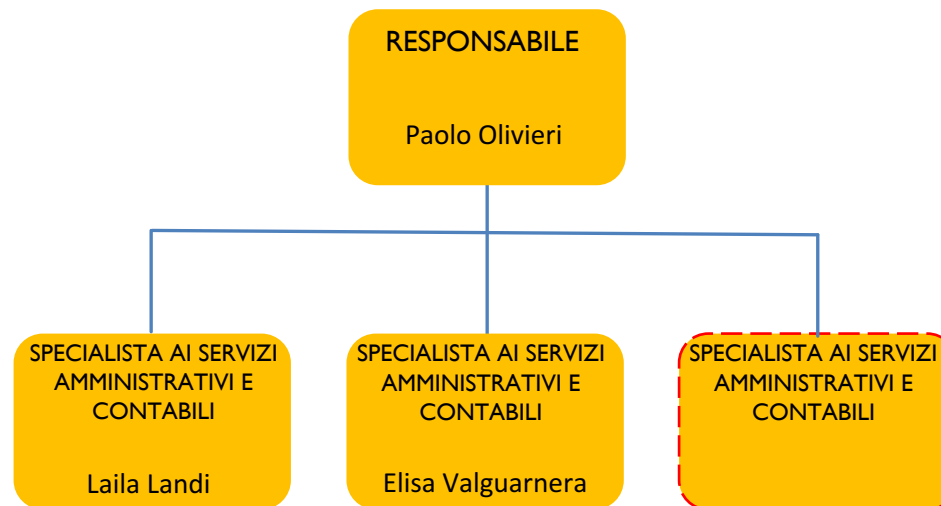 RESPONSABILE
Paolo Olivieri
SPECIALISTA AI SERVIZI
AMMINISTRATIVI E
CONTABILI
Laila Landi
SPECIALISTA AI SERVIZI
AMMINISTRATIVI E
CONTABILI
Elisa Valguarnera
SPECIALISTA AI SERVIZI
AMMINISTRATIVI E
CONTABILI